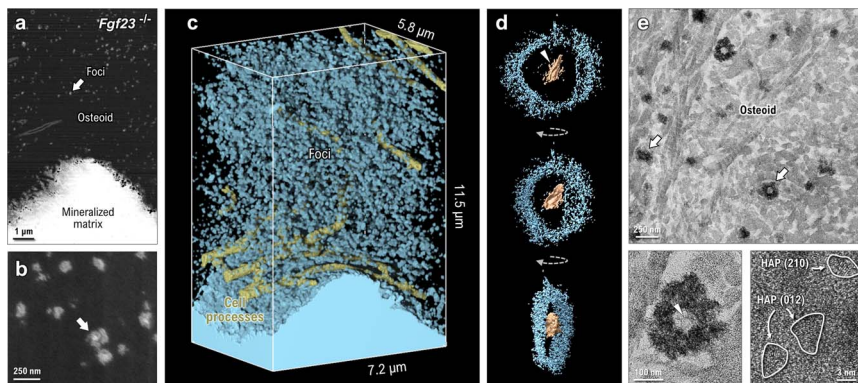 a
Fgf23 -/-
Foci
Osteoid
Mineralized
matrix
1 µm
b
250 nm
c
5.8 µm
Foci
11.5 µm
Cell
processes
7.2 µm
d
e
Osteoid
250 nm
100 nm
HAP (210)
HAP (012)
3 nm